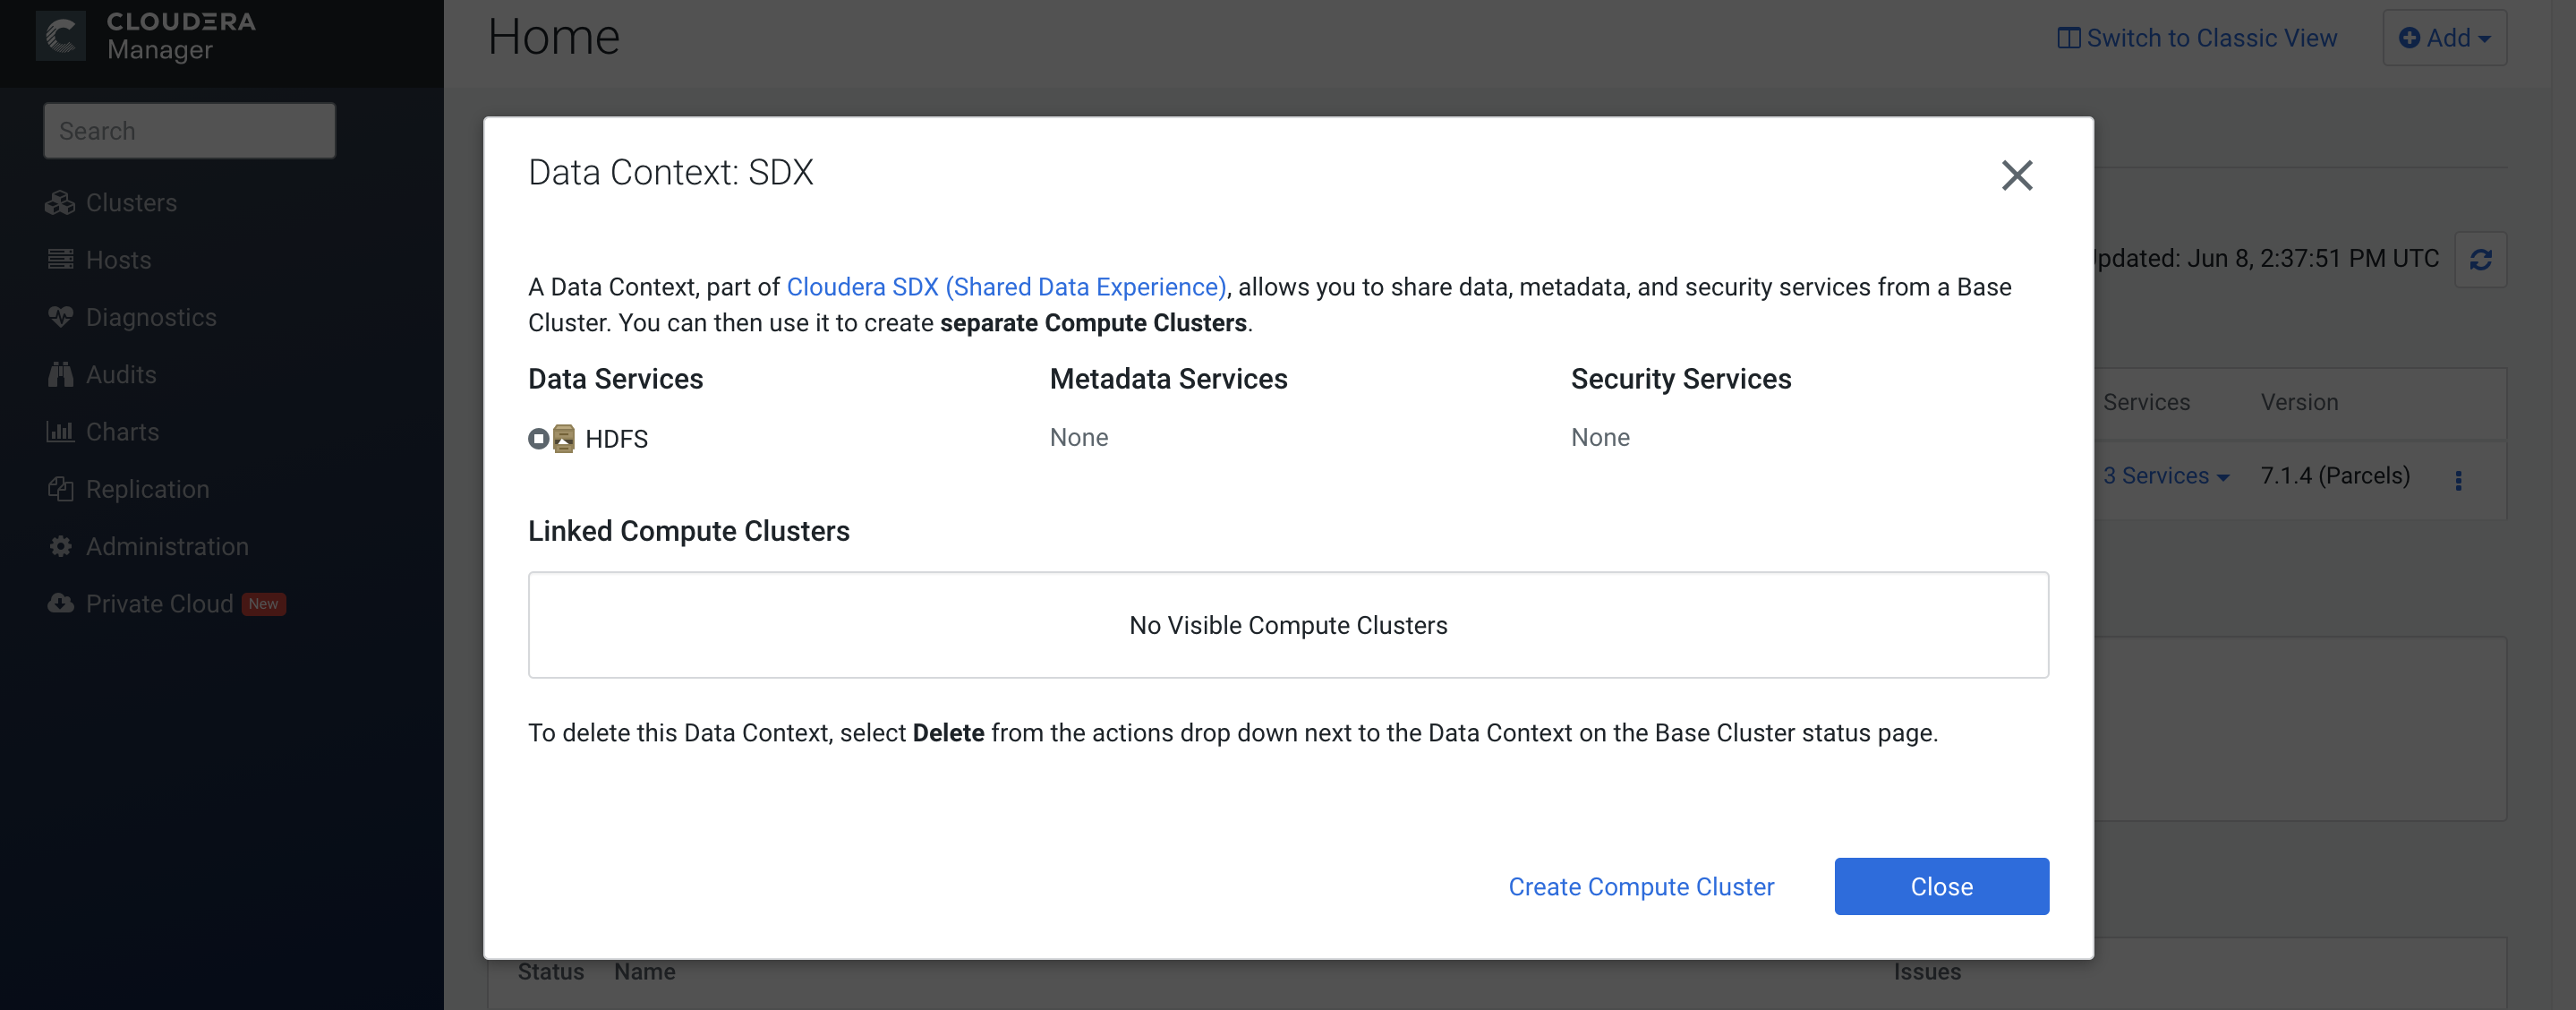 CLOUDERA
Manager
Search
Clusters
Hosts
Diagnostics
Audits
Charts
Replication
Administration
Private Cloud New
Home
Switch to Classic View
Add
Data Context: SDX
A Data Context, part of Cloudera SDX (Shared Data Experience), allows you to share data, metadata, and security services from a Base
Cluster. You can then use it to create separate Compute Clusters.
Data Services Metadata Services Security Services
HDFS None None
Linked Compute Clusters
No Visible Compute Clusters
To delete this Data Context, select Delete from the actions drop down next to the Data Context on the Base Cluster status page.
Create Compute Cluster Close
pdated: Jun 8, 2:37:51 PM UTC
Services Version
3 Services 7.1.4 (Parcels)
Status Name Issues